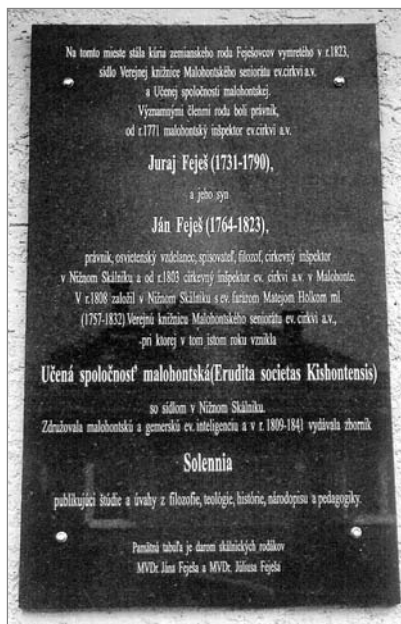 Na tomto mieste stála kúria zemianskeho rodu Feješovcov vymretého v r.1823,
sídlo Verejnej knižnice Malohontského seniorátu ev.cirkvi a.v.
a Učenej spoločnosti malohontskej.
Významnými členmi rodu boli právnik,
od r.1771 malohontský inšpektor ev.cirkvi a.v.
Juraj Feješ (1731-1790),
a jeho syn
Ján Feješ (1764-1823),
právnik, osvietenský vzdelanec, spisovateľ, filozof, cirkevný inšpektor
v Nižnom Skálniku a od r.1803 cirkevný inšpektor ev. cirkvi a.v. v Malohonte.
V r.1808 založil v Nižnom Skálniku s ev. farárom Matejom Holkom ml.
(1757-1832) Verejnú knižnicu Malohontského seniorátu ev. cirkvi a.v.,
-pri ktorej v tom istom roku vznikla
Učená spoločnosť malohontská(Erudita societas Kishontensis)
so sídlom v Nižnom Skálniku.
Združovala malohontskú a gemerskú ev. inteligenciu a v r. 1809-1841 vydávala zborník
Solennia
publikujúci štúdie a úvahy z filozofie, teológie, histórie, národopisu a pedagogiky.
Pamätná tabuľa je darom skálnických rodákov
MVDr. Jána Feješa a MVDr. Júliusa Feješa